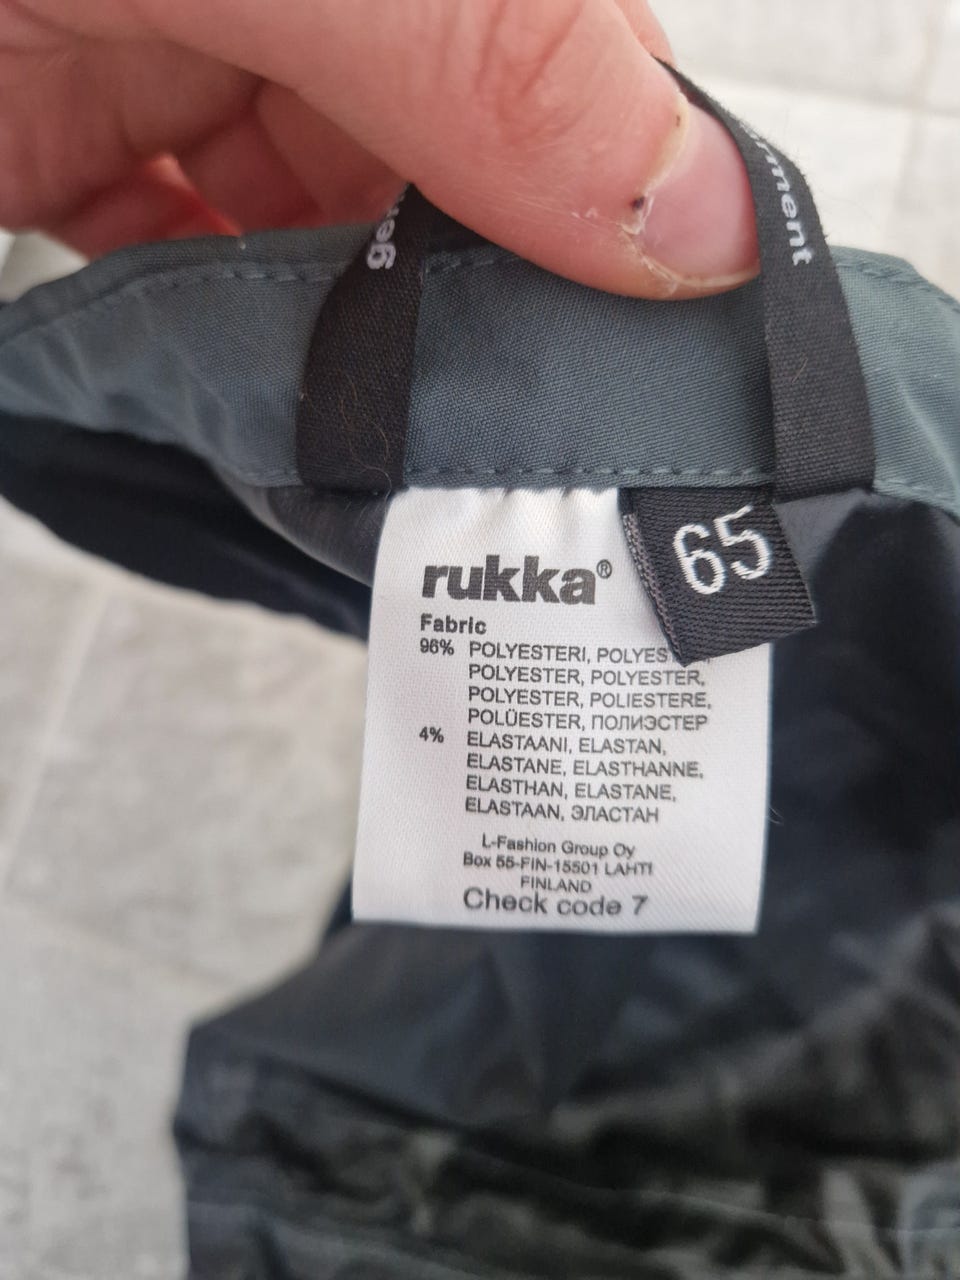 65
rukka®
Fabric
96% POLYESTERI,
POLYESTER, POLYESTER,
POLYESTER, POLIESTERE,
POLÜESTER, ПОЛИЭСТЕР
4% ELASTAANI, ELASTAN,
ELASTANE, ELASTHANNE,
ELASTHAN, ELASTANE,
ELASTAAN, ЭЛАСТАН
L-Fashion Group Oy
Box 55-FIN-15501 LAHTI
FINLAND
Check code 7